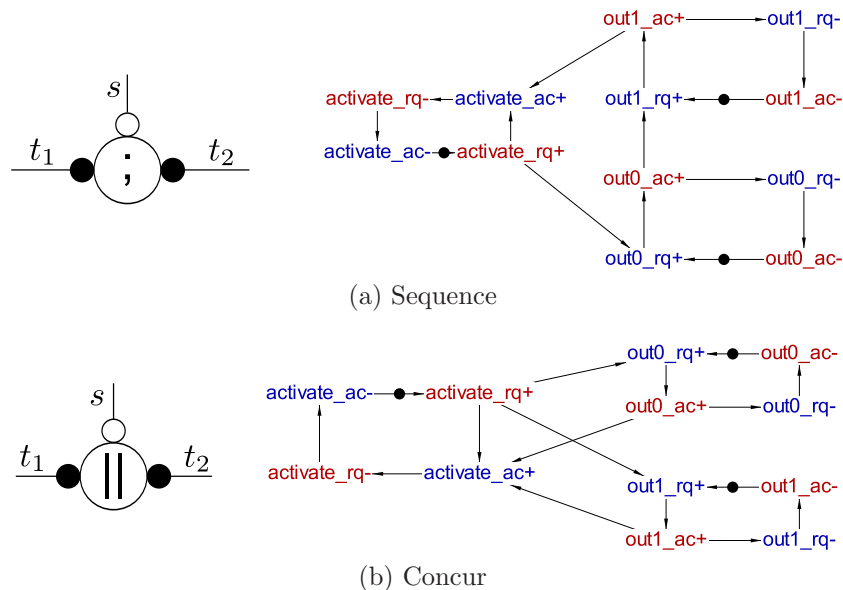 out1_ac+ out1_rq-
s
activate_rq- activate_ac+ out1_rq+ out1_ac-
t1 ; t2 activate_ac- activate_rq+
out0_ac+ out0_rq-
out0_rq+ out0_ac-
(a) Sequence
out0_rq+ out0_ac-
s activate_ac- activate_rq+
out0_ac+ out0_rq-
t1 || t2 activate_rq- activate_ac+
out1_rq+ out1_ac-
out1_ac+ out1_rq-
(b) Concur